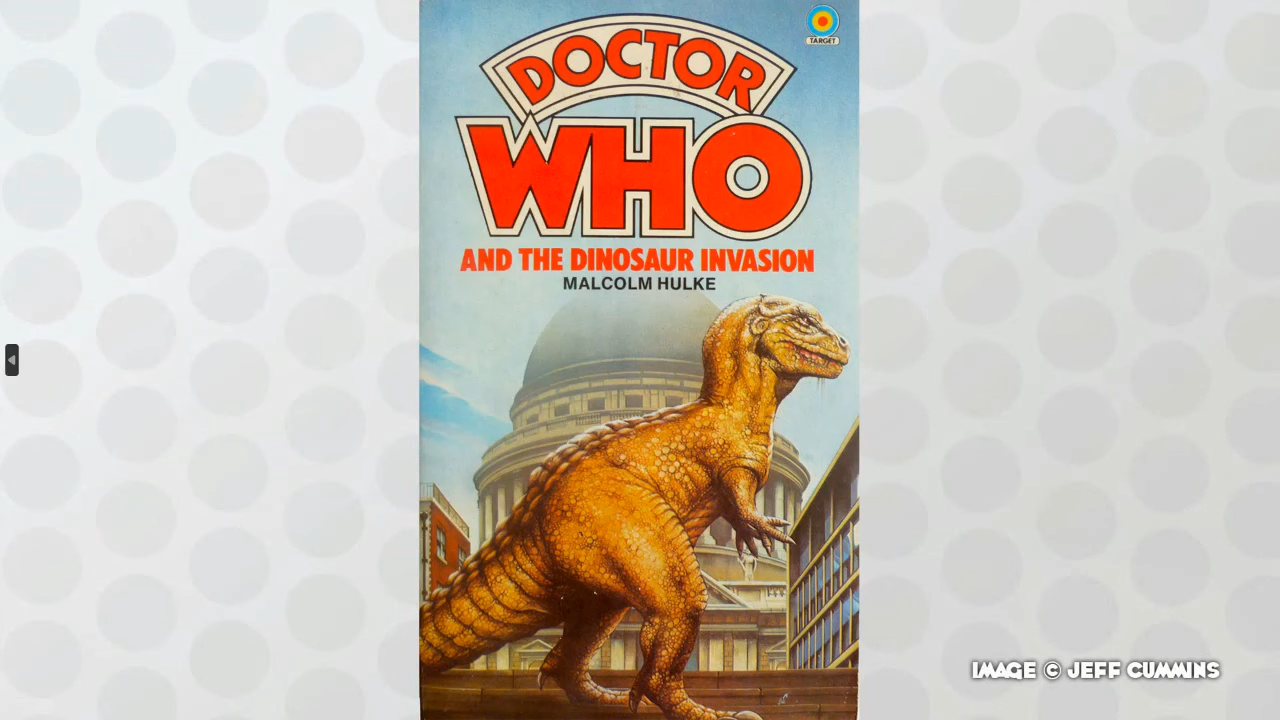 TARGET
DOCTOR
WHO
AND THE DINOSAUR INVASION
MALCOLM HULKE
IMAGE © JEFF CUMMINS